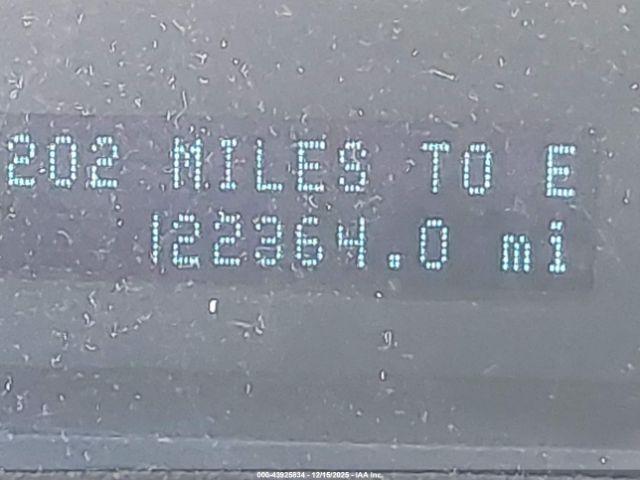 202 MILES TO E
122364.0 mi
000-43925834 - 12/15/2025 - IAA Inc.